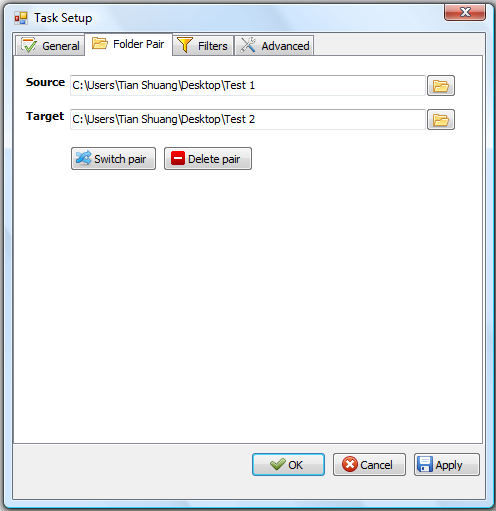 Task Setup
General Folder Pair Filters Advanced
Source C:\Users\Tian Shuang\Desktop\Test 1
Target C:\Users\Tian Shuang\Desktop\Test 2
Switch pair Delete pair
OK Cancel Apply